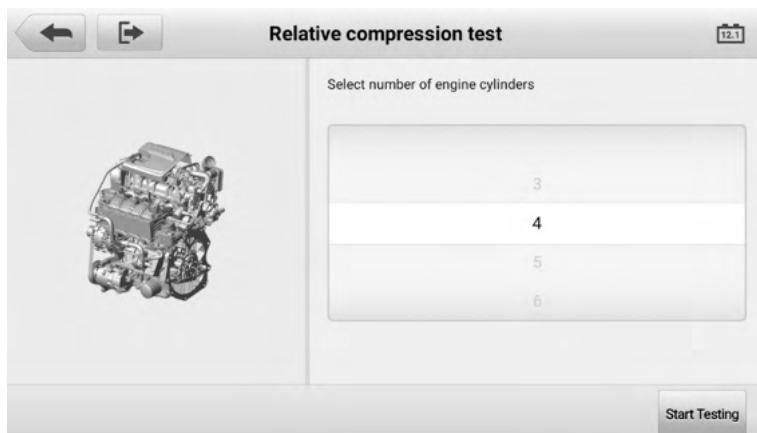 Relative compression test
12.1
Select number of engine cylinders
3
4
5
6
Start Testing